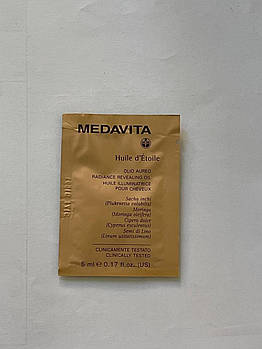 MEDAVITA
Huile d'Étoile
OLIO AUREO
RADIANCE REVEALING OIL
HUILE ILLUMINATRICE
POUR CHEVEUX
Sacha inchi
(Plukenetia volubilis)
Moringa
(Moringa oleifera)
Cipero dolce
(Cyperus esculentus)
Semi di Lino
(Linum usitatissimum)
CLINICAMENTE TESTATO
CLINICALLY TESTED
5 ml e 0.17 fl.oz. (US)